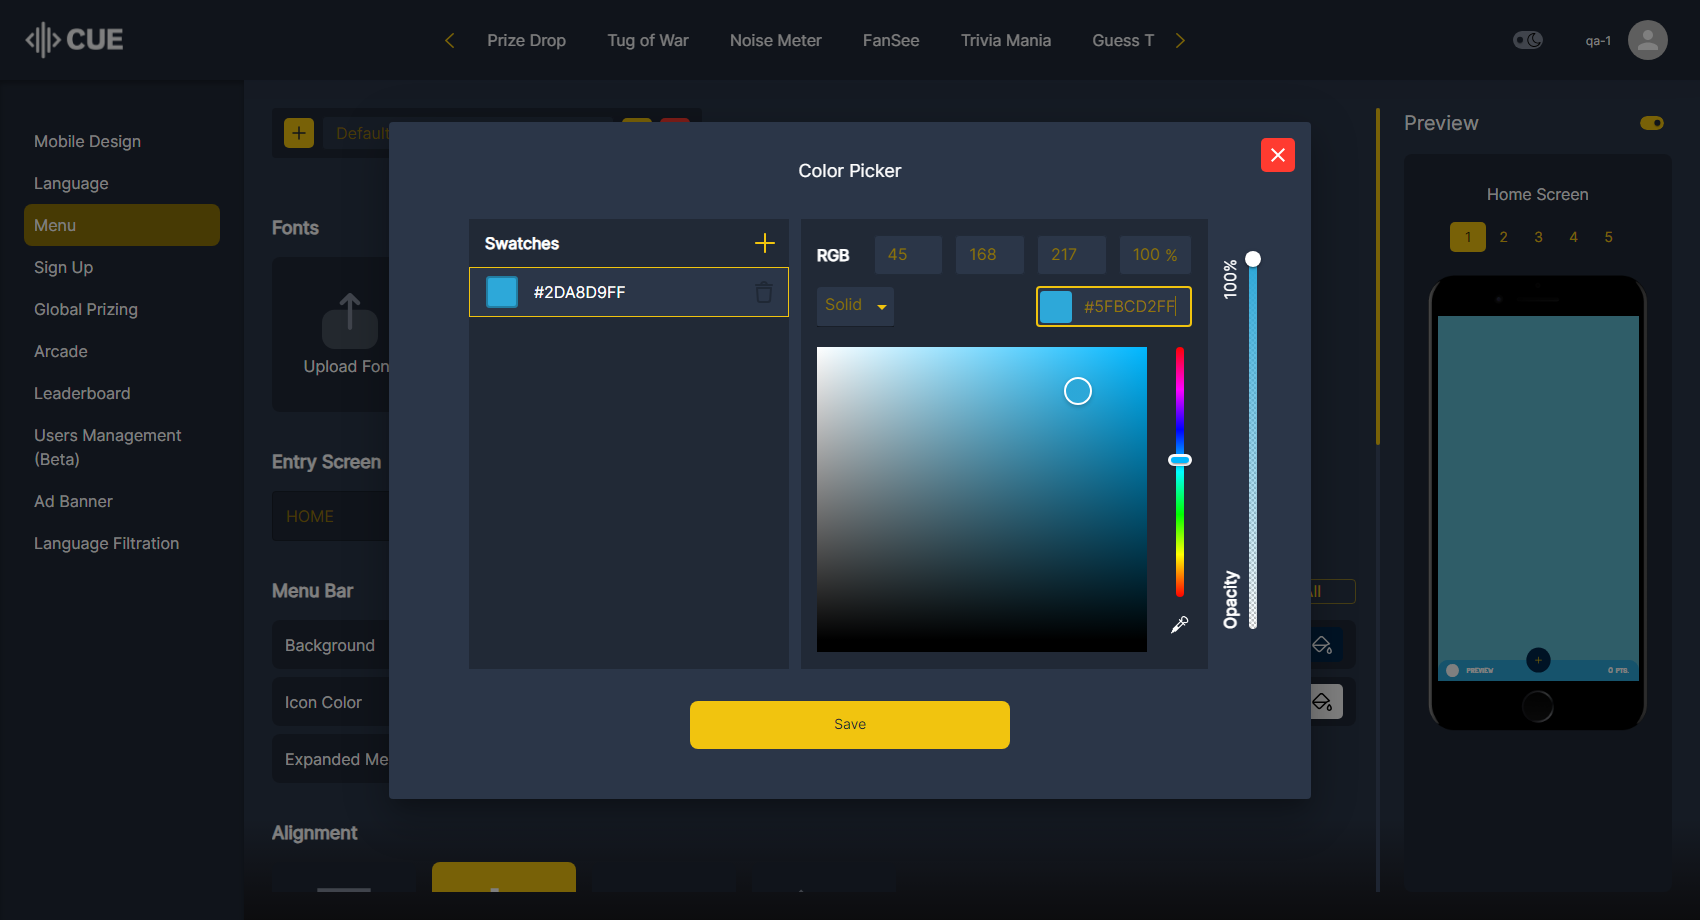 CUE
Prize Drop
Tug of War
Noise Meter
FanSee
Trivia Mania
Guess T
qa-1
Mobile Design
Language
Menu
Sign Up
Global Prizing
Arcade
Leaderboard
Users Management
(Beta)
Ad Banner
Language Filtration
Default
Fonts
Upload Fon
Entry Screen
HOME
Menu Bar
Background
Icon Color
Expanded Me
Alignment
Color Picker
Swatches
#2DA8D9FF
RGB
45
168
217
100 %
Solid
#5FBCD2FF
100%
Opacity
Save
All
Preview
Home Screen
1 2 3 4 5
PREVIEW
0 PTS.